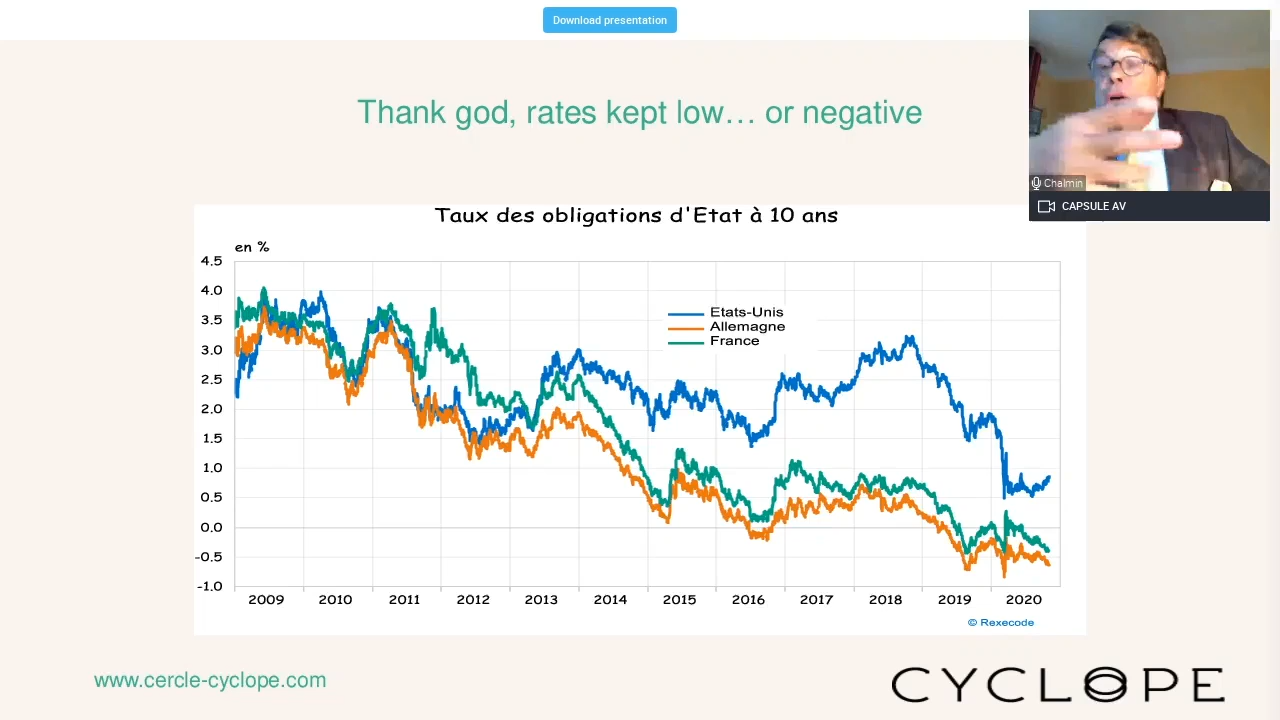 Download presentation
Thank god, rates kept low… or negative
Chalmin
CAPSULE AV
Taux des obligations d'Etat à 10 ans
en %
4.5
4.0
3.5
3.0
2.5
2.0
1.5
1.0
0.5
0.0
-0.5
-1.0
Etats-Unis
Allemagne
France
2009 2010 2011 2012 2013 2014 2015 2016 2017 2018 2019 2020
© Rexecode
www.cercle-cyclope.com
CYCLOPE